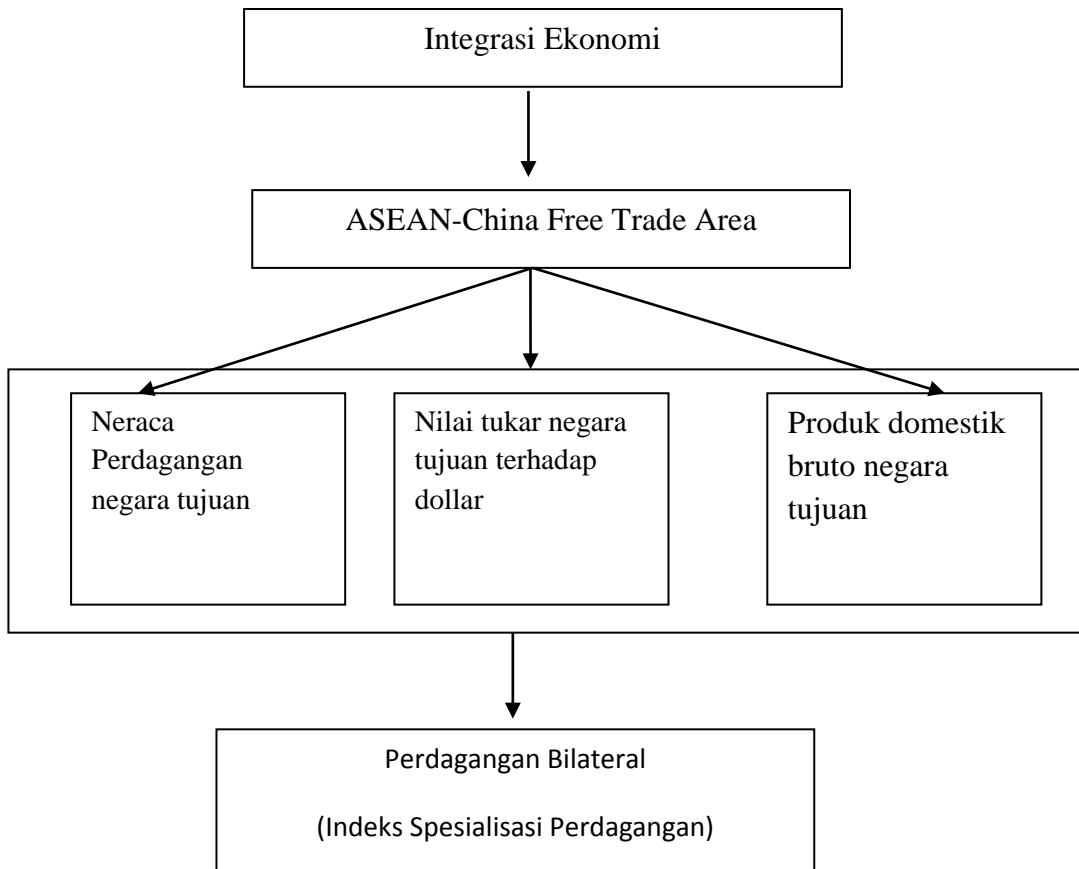 Integrasi Ekonomi
ASEAN-China Free Trade Area
Neraca
Perdagangan
negara tujuan
Nilai tukar negara
tujuan terhadap
dollar
Produk domestik
bruto negara
tujuan
Perdagangan Bilateral
(Indeks Spesialisasi Perdagangan)